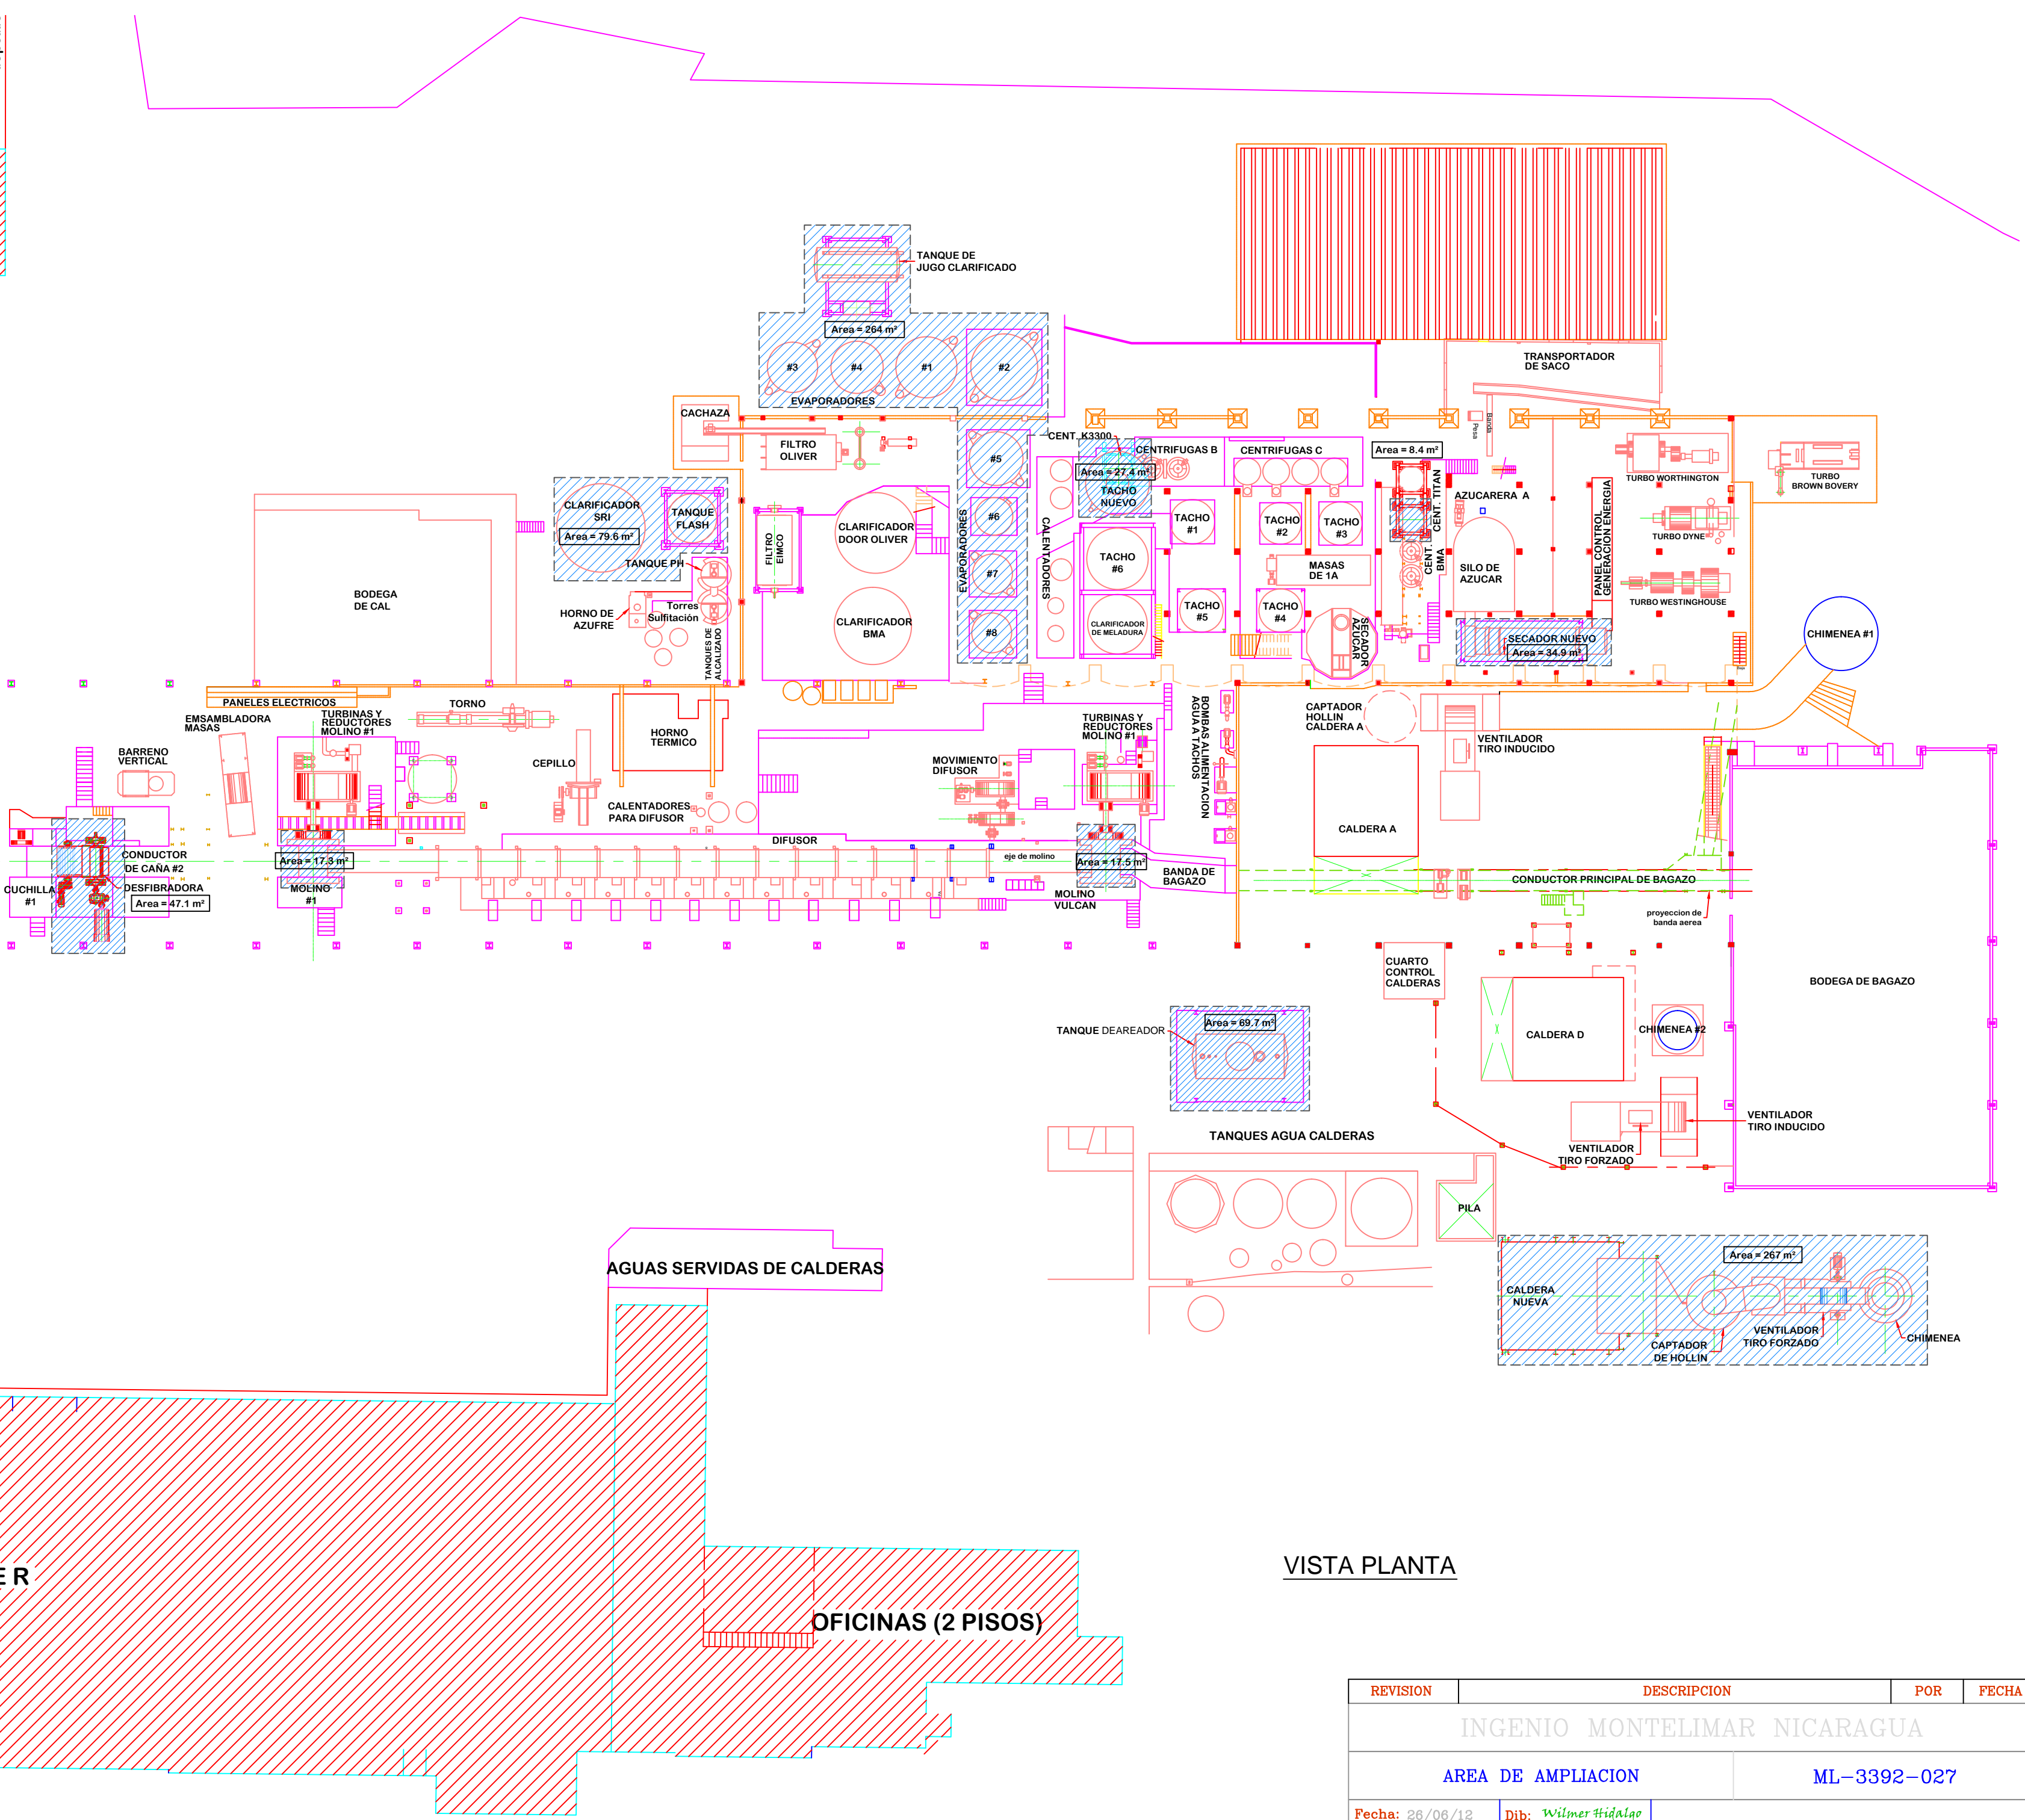 TANQUE DE
JUGO CLARIFICADO
Area = 264 m²
#3
#4
#1
#2
EVAPORADORES
TRANSPORTADOR
DE SACO
CACHAZA
FILTRO
OLIVER
CENT. K3300
Area = 27.4 m²
TACHO
NUEVO
CENTRIFUGAS B
CENTRIFUGAS C
Area = 8.4 m²
Pesa
Banda
CENT. TITAN
CENT.
BMA
AZUCARERA A
PANEL CONTROL
GENERACION ENERGIA
TURBO WORTHINGTON
TURBO
BROWN BOVERY
TURBO DYNE
TURBO WESTINGHOUSE
#5
#6
#7
#8
EVAPORADORES
CALENTADORES
CLARIFICADOR
SRI
Area = 79.6 m²
TANQUE
FLASH
TANQUE PH
FILTRO
EIMCO
CLARIFICADOR
DOOR OLIVER
CLARIFICADOR
BMA
TACHO
#1
TACHO
#2
TACHO
#3
TACHO
#6
MASAS
DE 1A
SILO DE
AZUCAR
TACHO
#5
TACHO
#4
CLARIFICADOR
DE MELADURA
SECADOR
AZUCAR
SECADOR NUEVO
Area = 34.9 m²
CHIMENEA #1
BODEGA
DE CAL
HORNO DE
AZUFRE
Torres
Sulfitación
TANQUES DE
ALCALIZADO
PANELES ELECTRICOS
EMSAMBLADORA
MASAS
TURBINAS Y
REDUCTORES
MOLINO #1
TORNO
BARRENO
VERTICAL
CEPILLO
HORNO
TERMICO
CALENTADORES
PARA DIFUSOR
MOVIMIENTO
DIFUSOR
TURBINAS Y
REDUCTORES
MOLINO #1
BOMBAS ALIMENTACION
AGUA A TACHOS
CAPTADOR
HOLLIN
CALDERA A
VENTILADOR
TIRO INDUCIDO
CALDERA A
DIFUSOR
eje de molino
CONDUCTOR
DE CAÑA #2
CUCHILLA
#1
DESFIBRADORA
Area = 47.1 m²
Area = 17.3 m²
MOLINO
#1
Area = 17.5 m²
MOLINO
VULCAN
BANDA DE
BAGAZO
CONDUCTOR PRINCIPAL DE BAGAZO
proyeccion de
banda aerea
CUARTO
CONTROL
CALDERAS
BODEGA DE BAGAZO
TANQUE DEAREADOR
Area = 69.7 m²
CALDERA D
CHIMENEA #2
VENTILADOR
TIRO INDUCIDO
VENTILADOR
TIRO FORZADO
TANQUES AGUA CALDERAS
PILA
AGUAS SERVIDAS DE CALDERAS
Area = 267 m²
CALDERA
NUEVA
CAPTADOR
DE HOLLIN
VENTILADOR
TIRO FORZADO
CHIMENEA
E R
VISTA PLANTA
OFICINAS (2 PISOS)
REVISION DESCRIPCION POR FECHA
INGENIO MONTELIMAR NICARAGUA
AREA DE AMPLIACION ML-3392-027
Fecha: 26/06/12 Dib: Wilmer Hidalgo